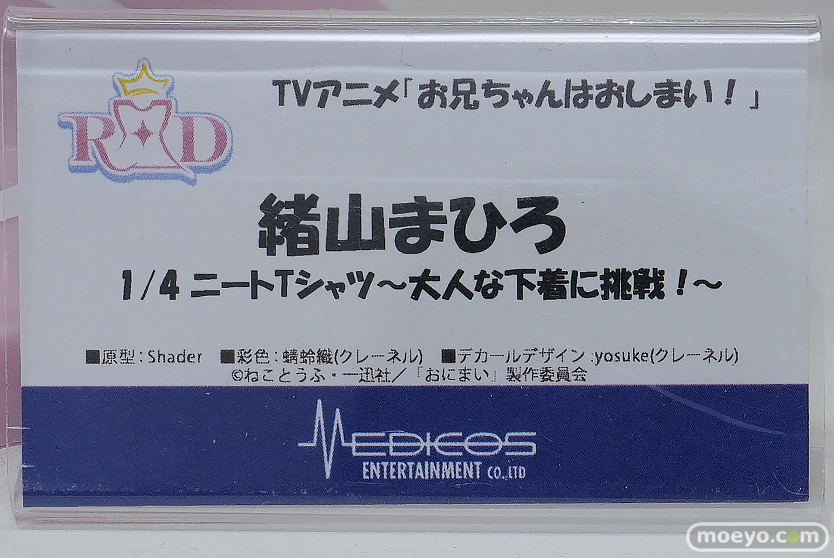 TVアニメ「お兄ちゃんはおしまい！」
R D
緒山まひろ
1/4 ニートTシャツ～大人な下着に挑戦！～
■原型：Shader ■彩色：蜻蛉織(クレーネル) ■デカールデザイン:yosuke(クレーネル)
©ねことうふ・一迅社／「おにまい」製作委員会
MEDICOS
ENTERTAINMENT CO.,LTD
moeyo.com